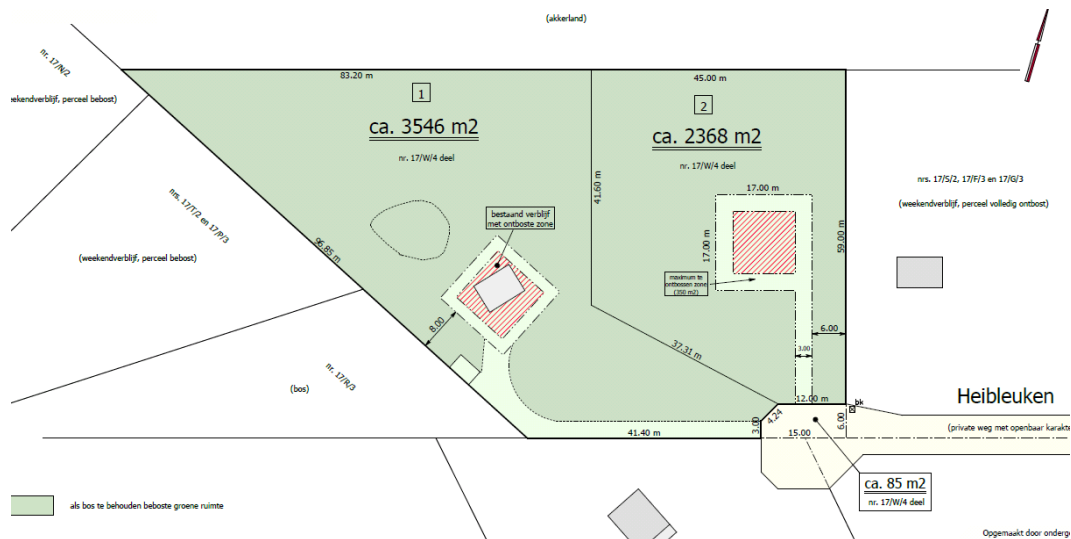 (akkerland)
nr. 17/N/2
83.20 m
45.00 m
1
2
(weekendverblijf, perceel bebost)
ca. 3546 m2
ca. 2368 m2
nr. 17/W/4 deel
nr. 17/W/4 deel
nrs. 17/S/2, 17/F/3 en 17/G/3
(weekendverblijf, perceel volledig ontbost)
17.00 m
41.60 m
nrs. 17/T/2 en 17/P/3
bestaand verblijf
met ontboste zone
17.00 m
59.00 m
96.85 m
(weekendverblijf, perceel bebost)
maximum te
ontbossen zone
(350 m2)
8.00
6.00
37.31 m
3.00
nr. 17/R/3
(bos)
12.00 m
bk
Heibleuken
4.24
3.00
6.00
41.40 m
15.00
(private weg met openbaar karakte
ca. 85 m2
nr. 17/W/4 deel
als bos te behouden beboste groene ruimte
Opgemaakt door onderge